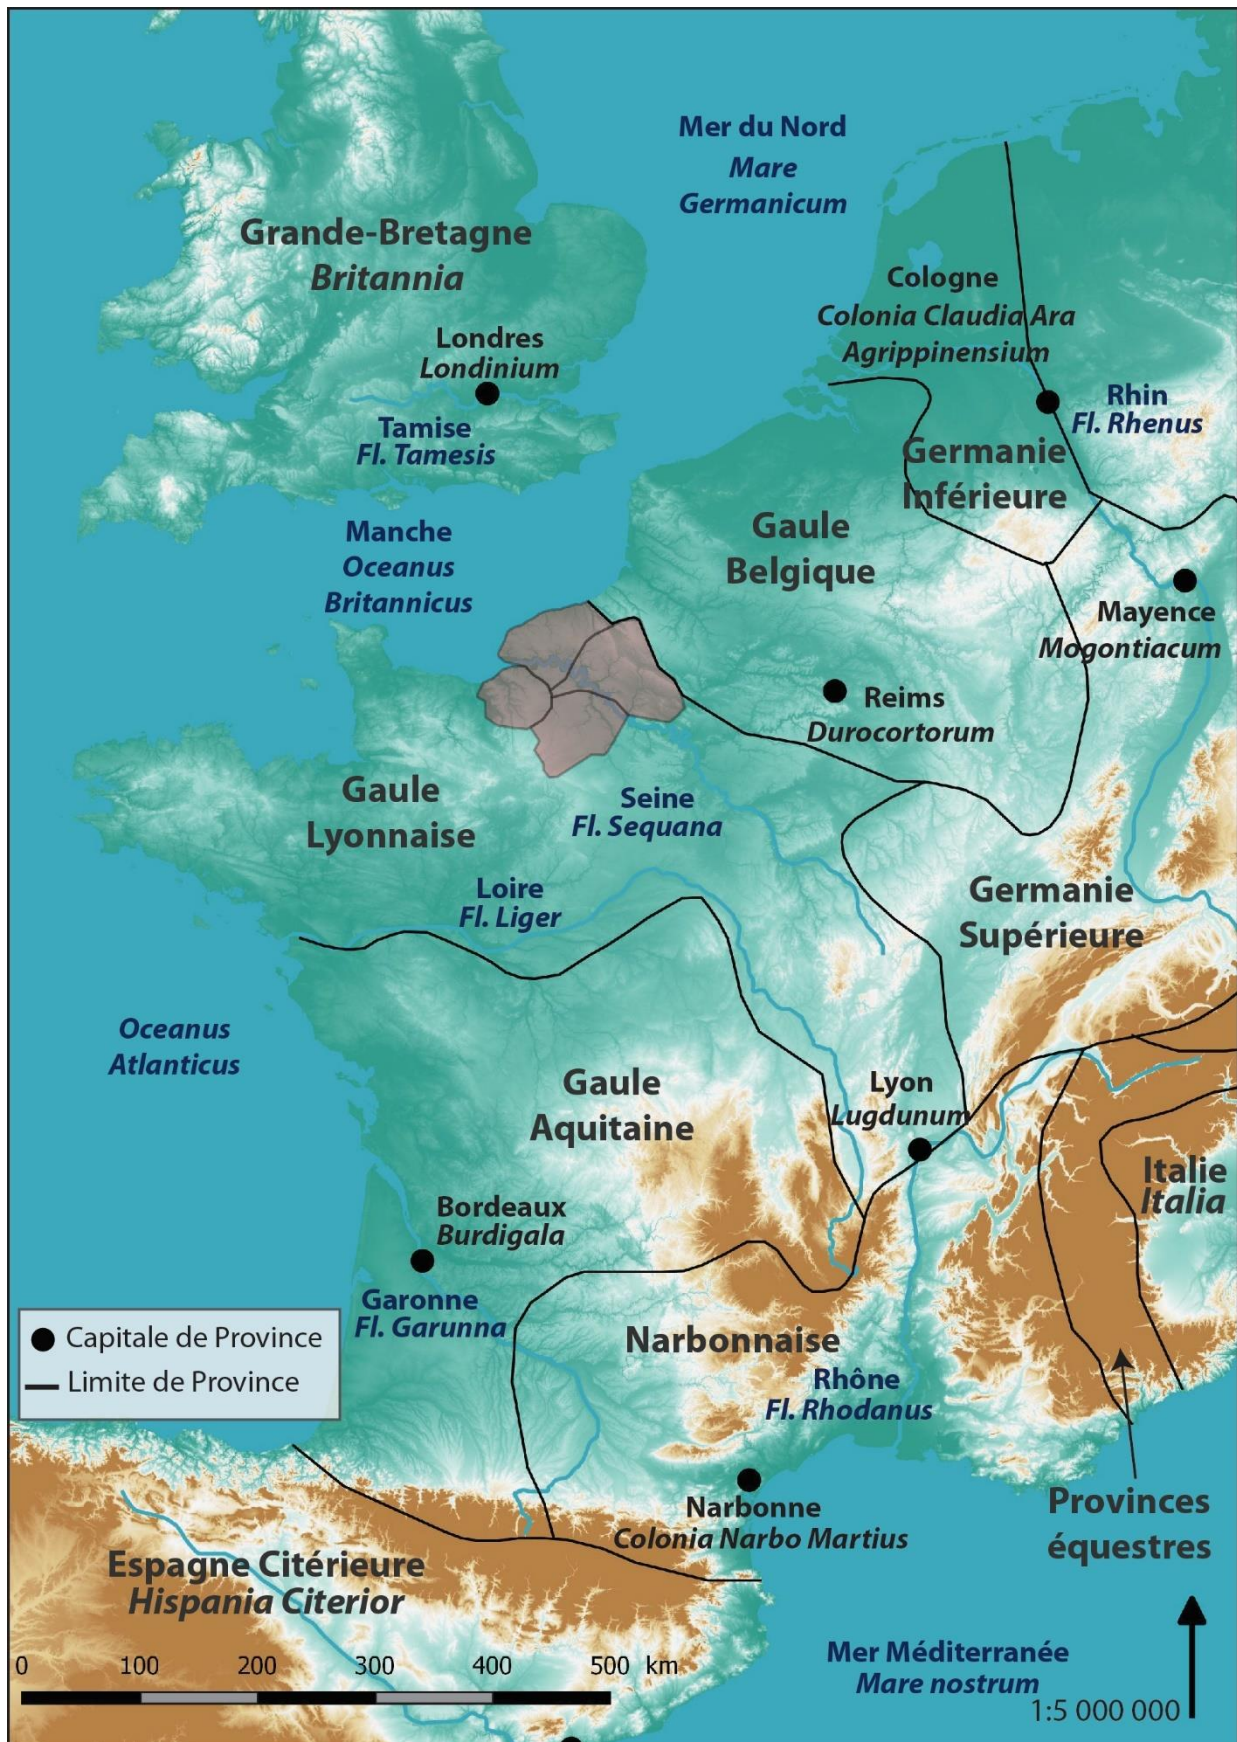 Mer du Nord
Mare
Germanicum
Grande-Bretagne
Britannia
Cologne
Colonia Claudia Ara
Agrippinensium
Londres
Londinium
Rhin
Fl. Rhenus
Tamise
Fl. Tamesis
Germanie
Inférieure
Manche
Oceanus
Britannicus
Gaule
Belgique
Mayence
Mogontiacum
Reims
Durocortorum
Gaule
Lyonnaise
Seine
Fl. Sequana
Loire
Fl. Liger
Germanie
Supérieure
Oceanus
Atlanticus
Gaule
Aquitaine
Lyon
Lugdunum
Italie
Italia
Bordeaux
Burdigala
Garonne
Fl. Garunna
Narbonnaise
Rhône
Fl. Rhodanus
Capitale de Province
Limite de Province
Narbonne
Colonia Narbo Martius
Provinces
équestres
Espagne Citérieure
Hispania Citerior
Mer Méditerranée
Mare nostrum
0 100 200 300 400 500 km
1:5 000 000